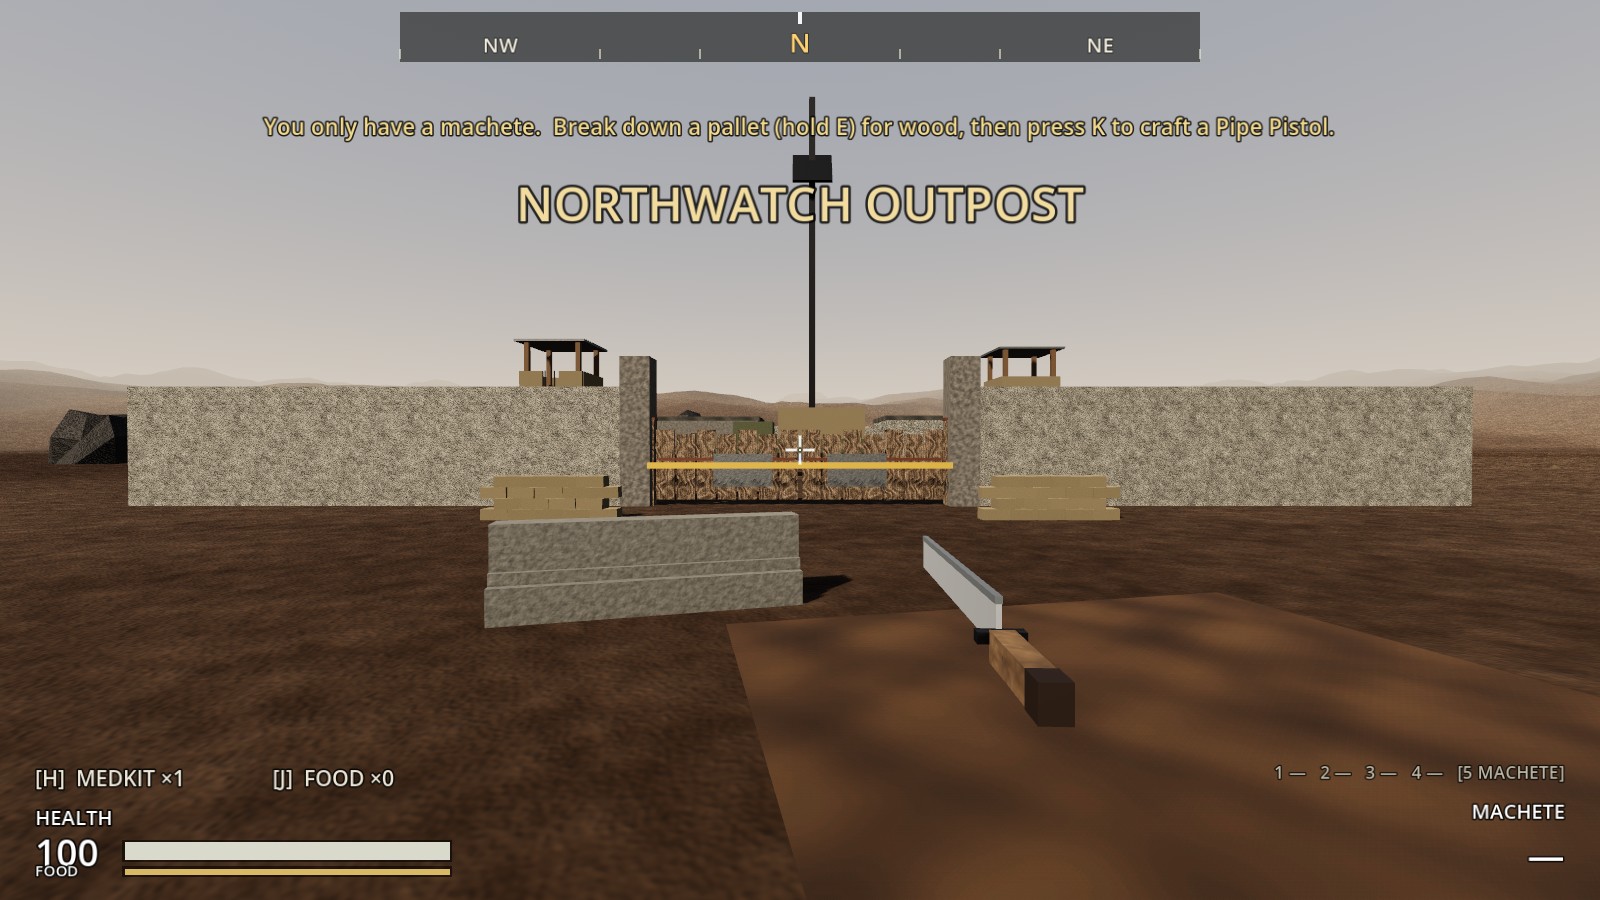 NW N NE
You only have a machete.  Break down a pallet (hold E) for wood, then press K to craft a Pipe Pistol.
NORTHWATCH OUTPOST
[H]  MEDKIT ×1 [J]  FOOD ×0
1 —  2 —  3 —  4 —  [5 MACHETE]
HEALTH
MACHETE
100
FOOD
—